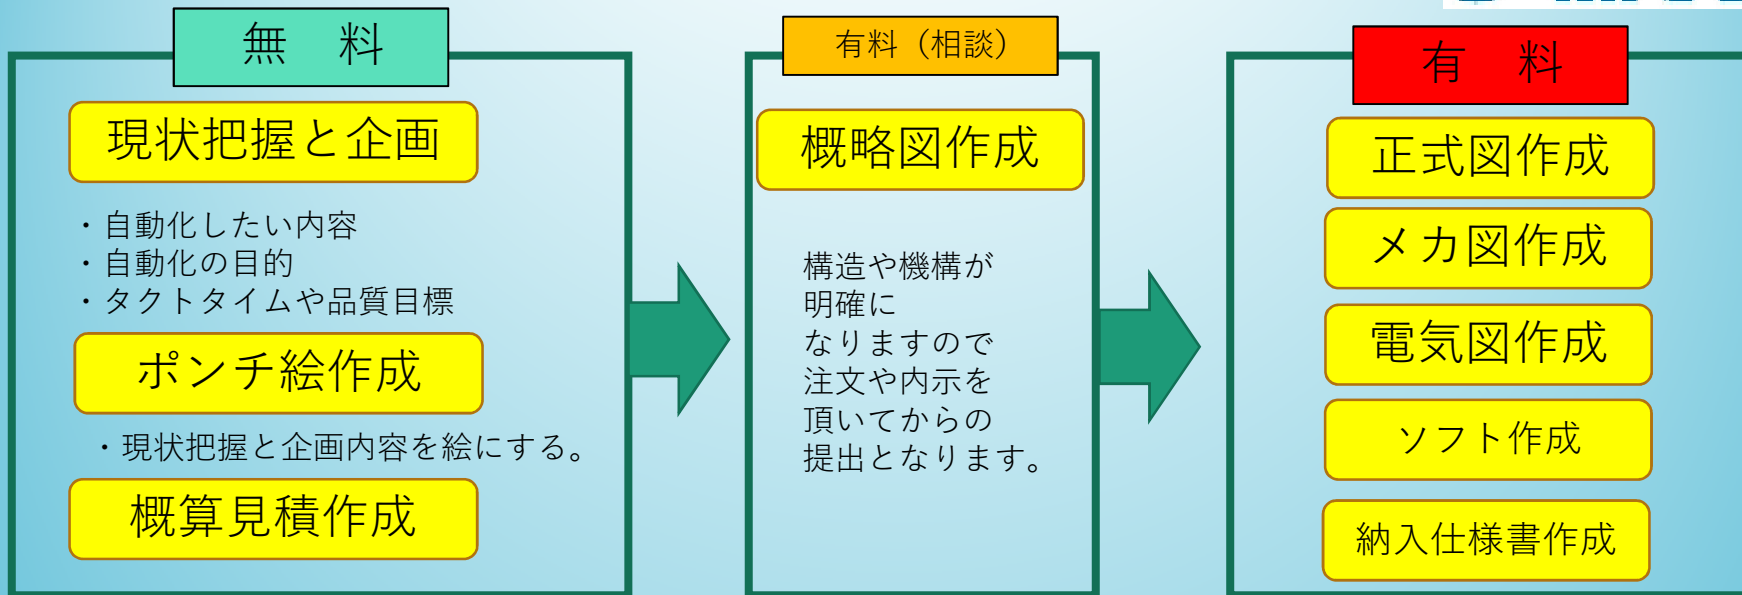 無　料
現状把握と企画
・自動化したい内容
・自動化の目的
・タクトタイムや品質目標
ポンチ絵作成
・現状把握と企画内容を絵にする。
概算見積作成
有料（相談）
概略図作成
構造や機構が
明確に
なりますので
注文や内示を
頂いてからの
提出となります。
有　料
正式図作成
メカ図作成
電気図作成
ソフト作成
納入仕様書作成